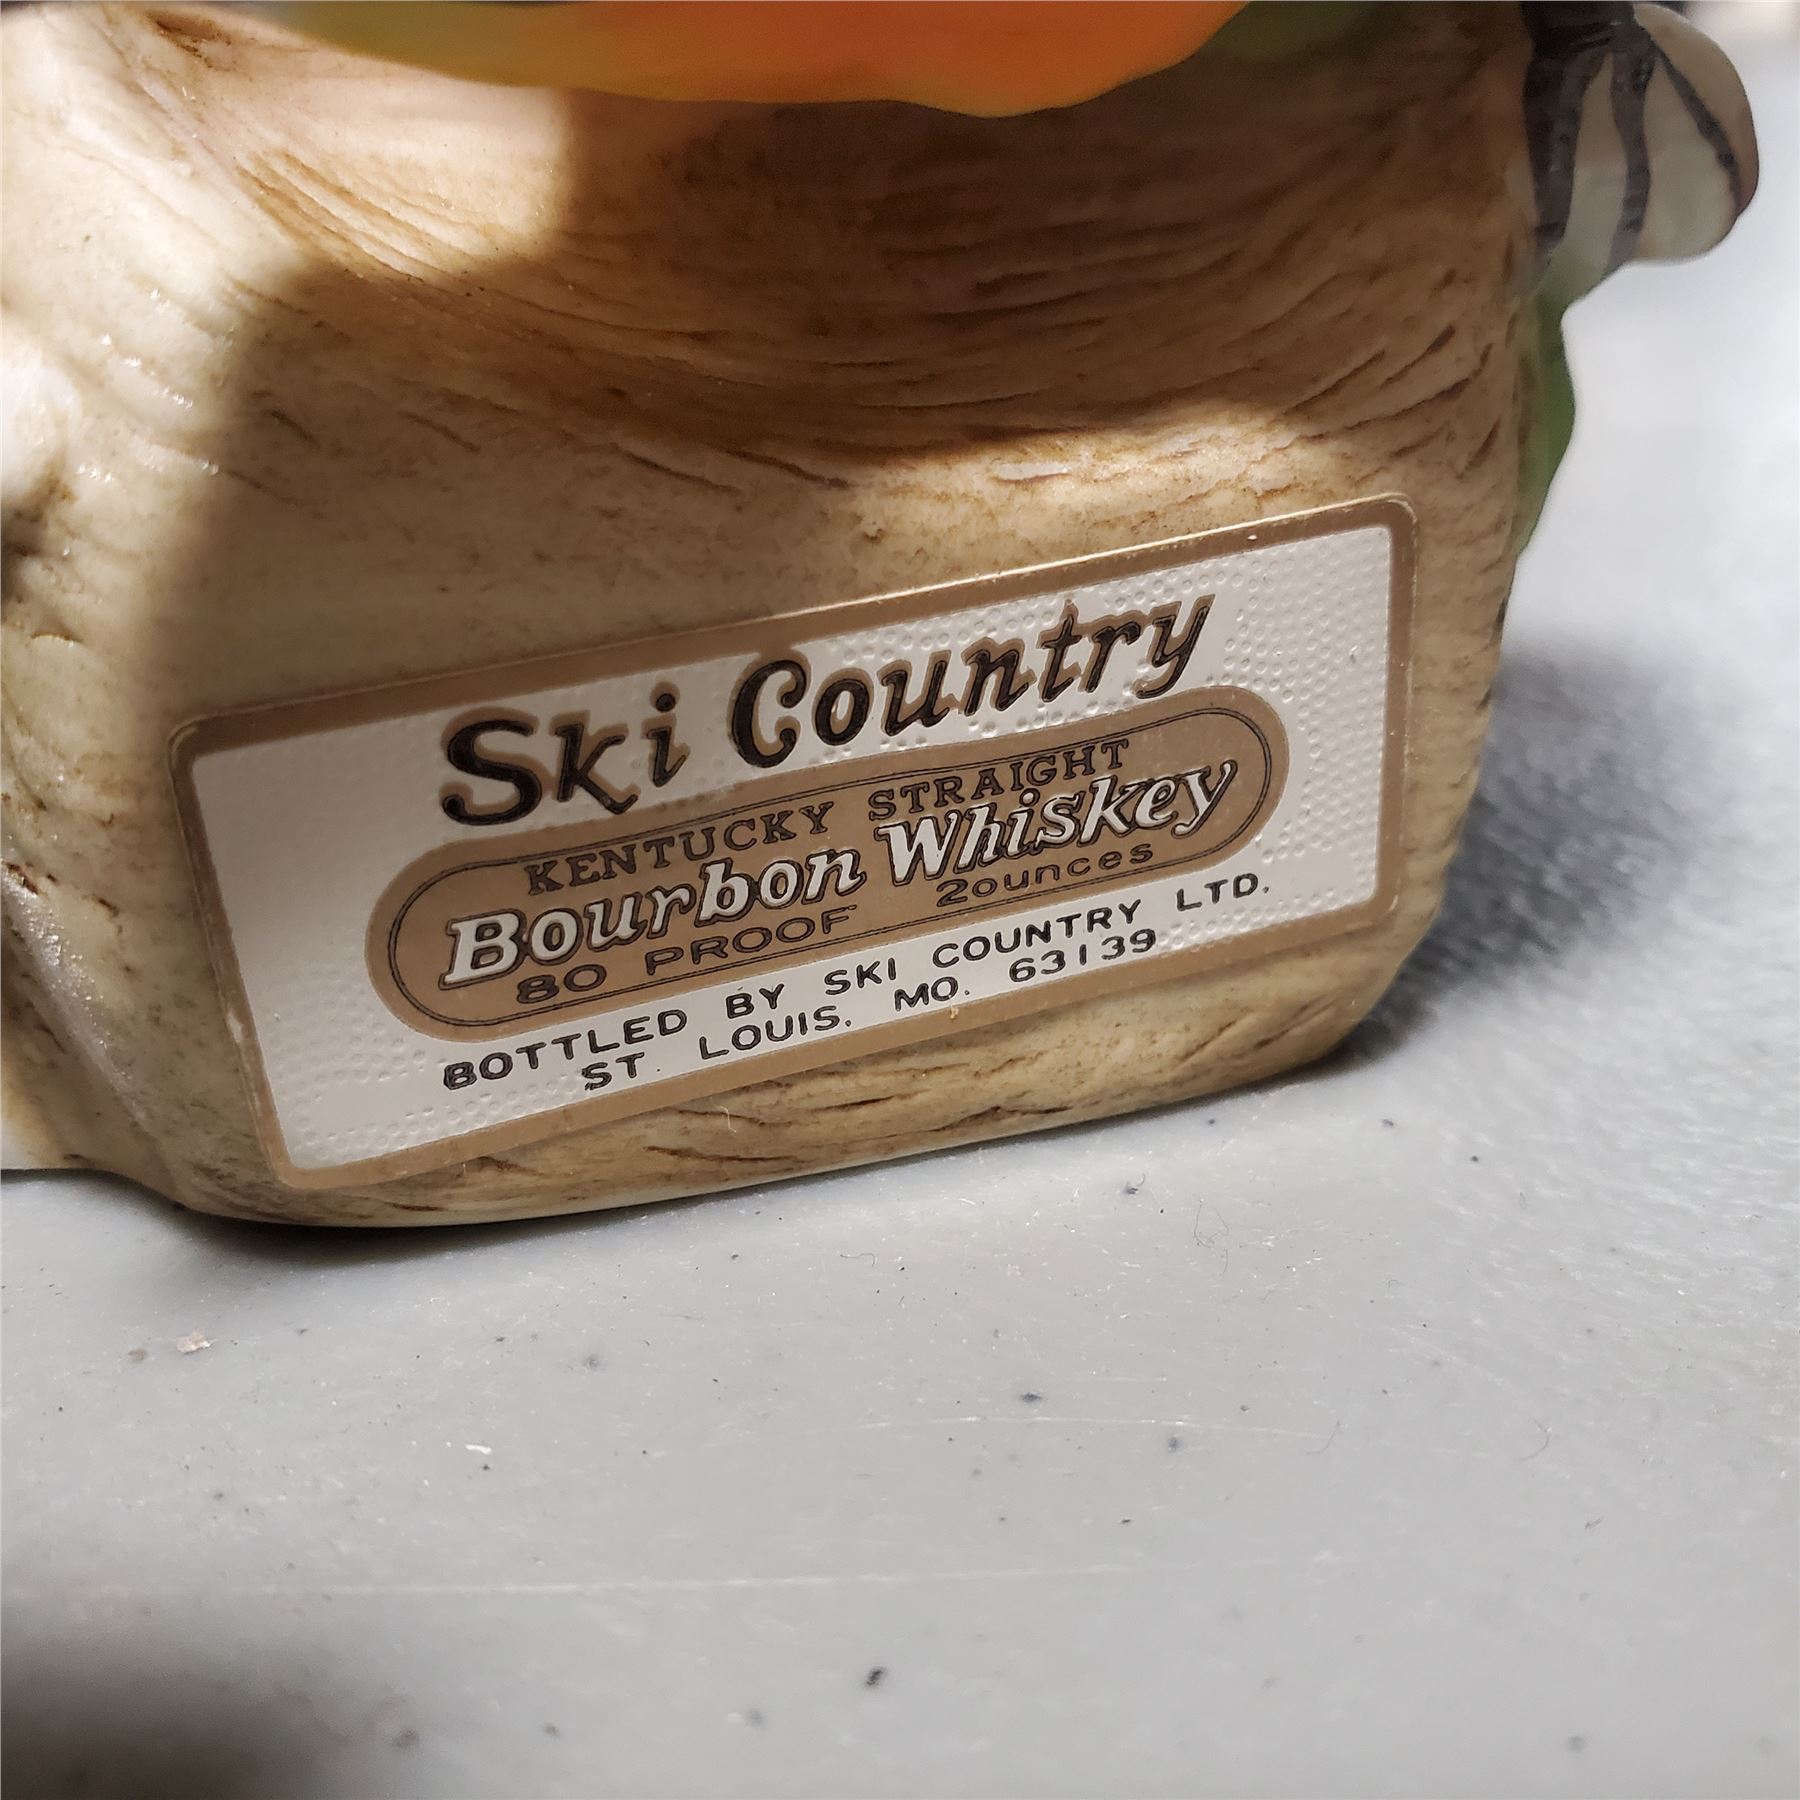 Ski Country
KENTUCKY STRAIGHT
Bourbon Whiskey
80 PROOF 2ounces
BOTTLED BY SKI COUNTRY LTD.
ST. LOUIS. MO. 63139